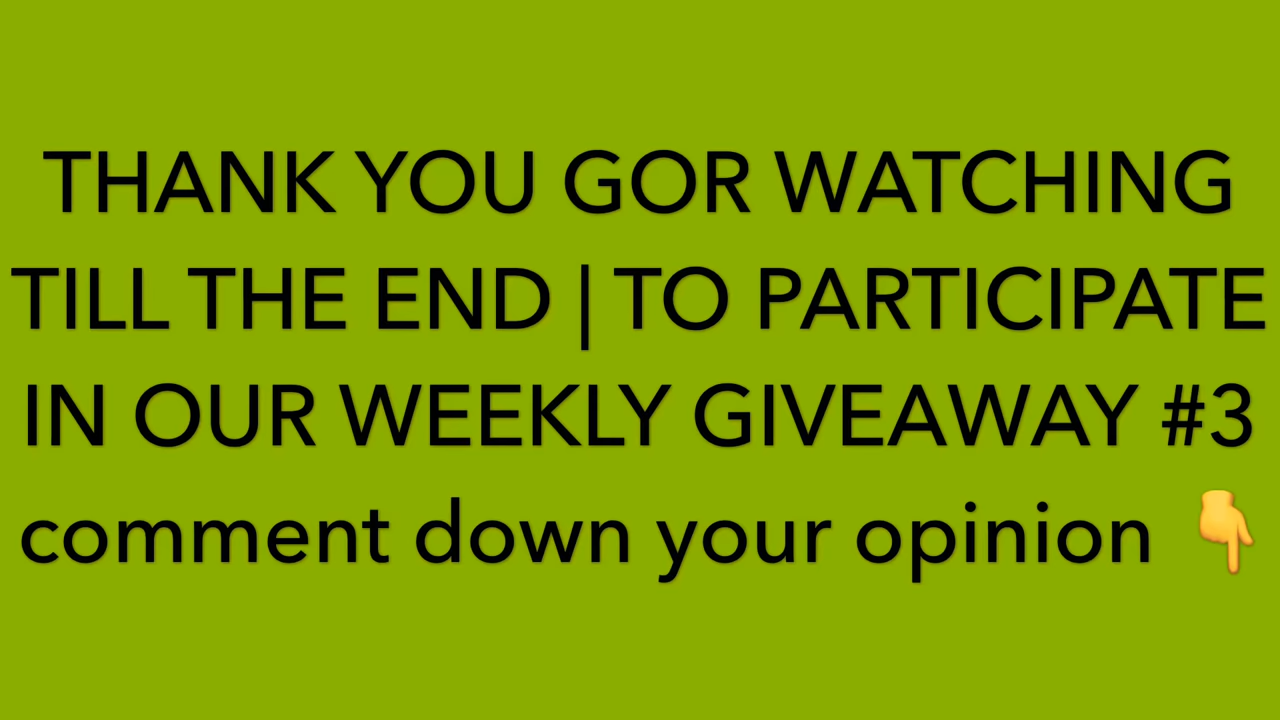 THANK YOU GOR WATCHING
TILL THE END | TO PARTICIPATE
IN OUR WEEKLY GIVEAWAY #3
comment down your opinion 👇